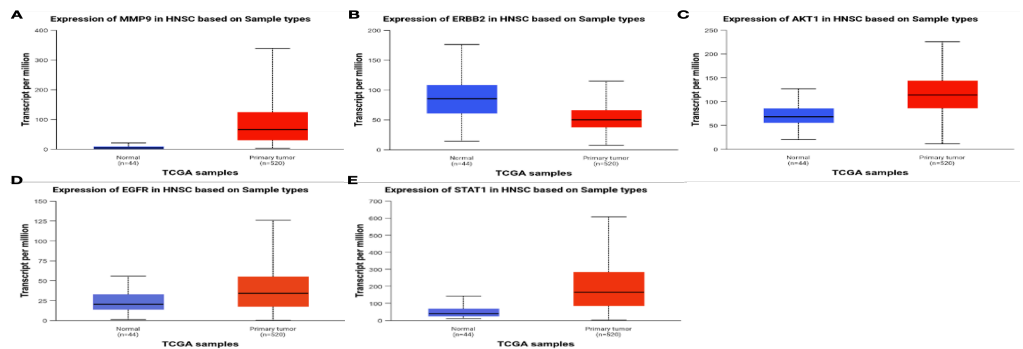 A
Expression of MMP9 in HNSC based on Sample types
Transcript per million
400
300
200
100
0
Normal
(n=44)
Primary tumor
(n=520)
TCGA samples
B
Expression of ERBB2 in HNSC based on Sample types
Transcript per million
200
150
100
50
0
Normal
(n=44)
Primary tumor
(n=520)
TCGA samples
C
Expression of AKT1 in HNSC based on Sample types
Transcript per million
250
200
150
100
50
0
Normal
(n=44)
Primary tumor
(n=520)
TCGA samples
D
Expression of EGFR in HNSC based on Sample types
Transcript per million
150
125
100
75
50
25
0
Normal
(n=44)
Primary tumor
(n=520)
TCGA samples
E
Expression of STAT1 in HNSC based on Sample types
Transcript per million
700
600
500
400
300
200
100
0
Normal
(n=44)
Primary tumor
(n=520)
TCGA samples